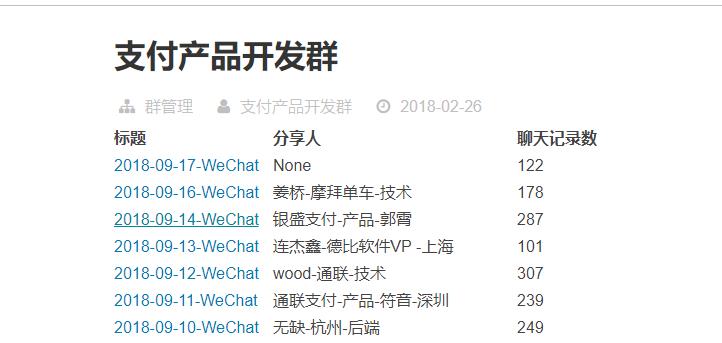 支付产品开发群
群管理 支付产品开发群 2018-02-26
标题 分享人 聊天记录数
2018-09-17-WeChat None 122
2018-09-16-WeChat 姜桥-摩拜单车-技术 178
2018-09-14-WeChat 银盛支付-产品-郭霄 287
2018-09-13-WeChat 连杰鑫-德比软件VP -上海 101
2018-09-12-WeChat wood-通联-技术 307
2018-09-11-WeChat 通联支付-产品-符音-深圳 239
2018-09-10-WeChat 无缺-杭州-后端 249